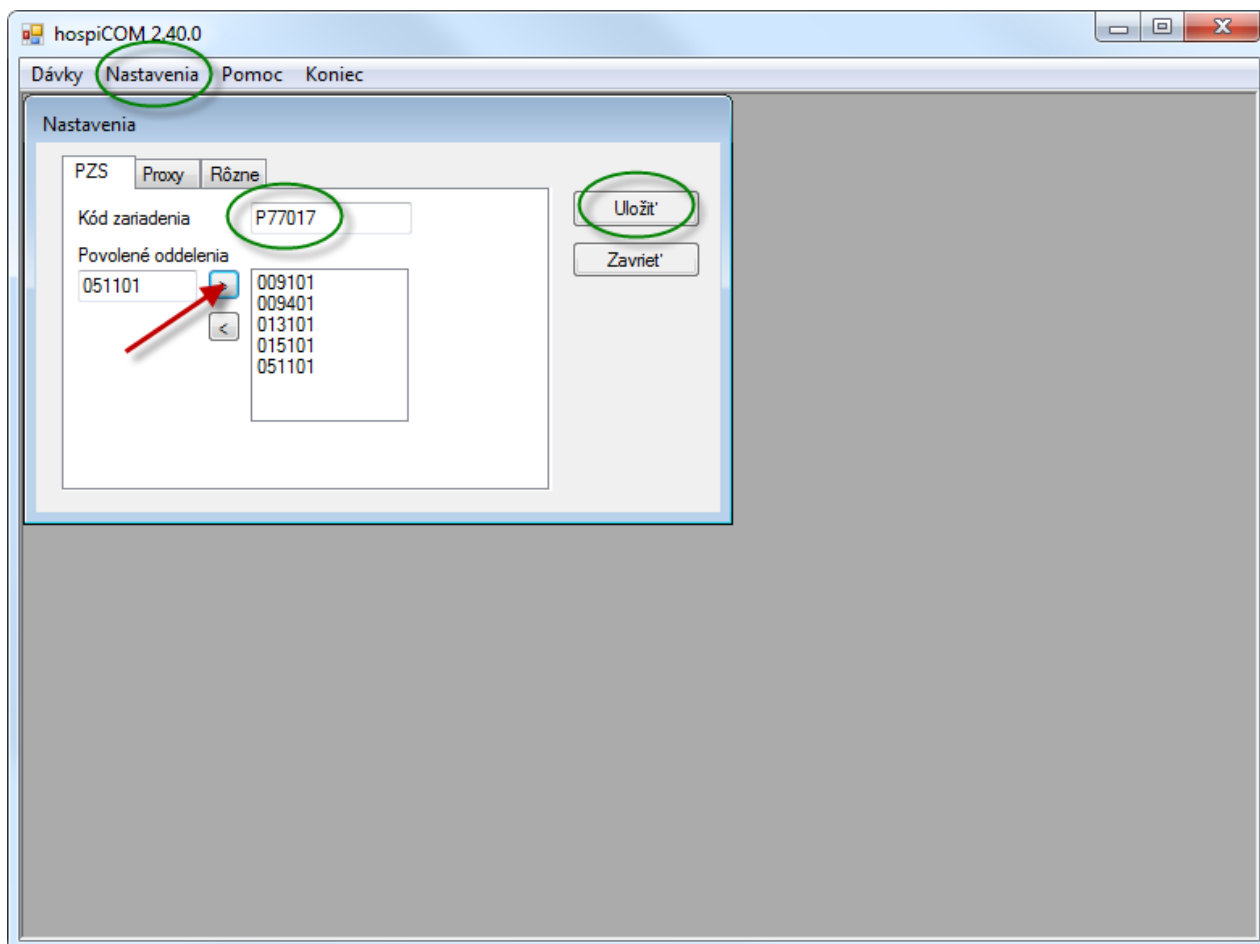 hospiCOM 2.40.0
Dávky Nastavenia Pomoc Koniec
Nastavenia
PZS Proxy Rôzne
Kód zariadenia P77017
Uložiť
Povolené oddelenia
Zavrieť
051101 >
<
009101
009401
013101
015101
051101